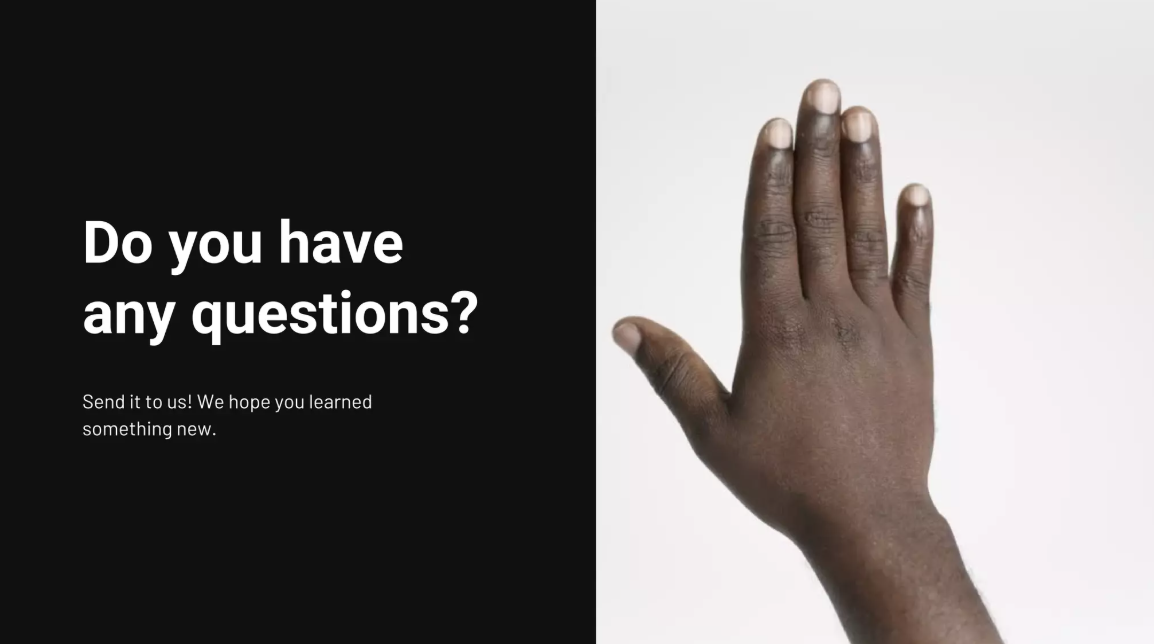 Do you have
any questions?
Send it to us! We hope you learned
something new.